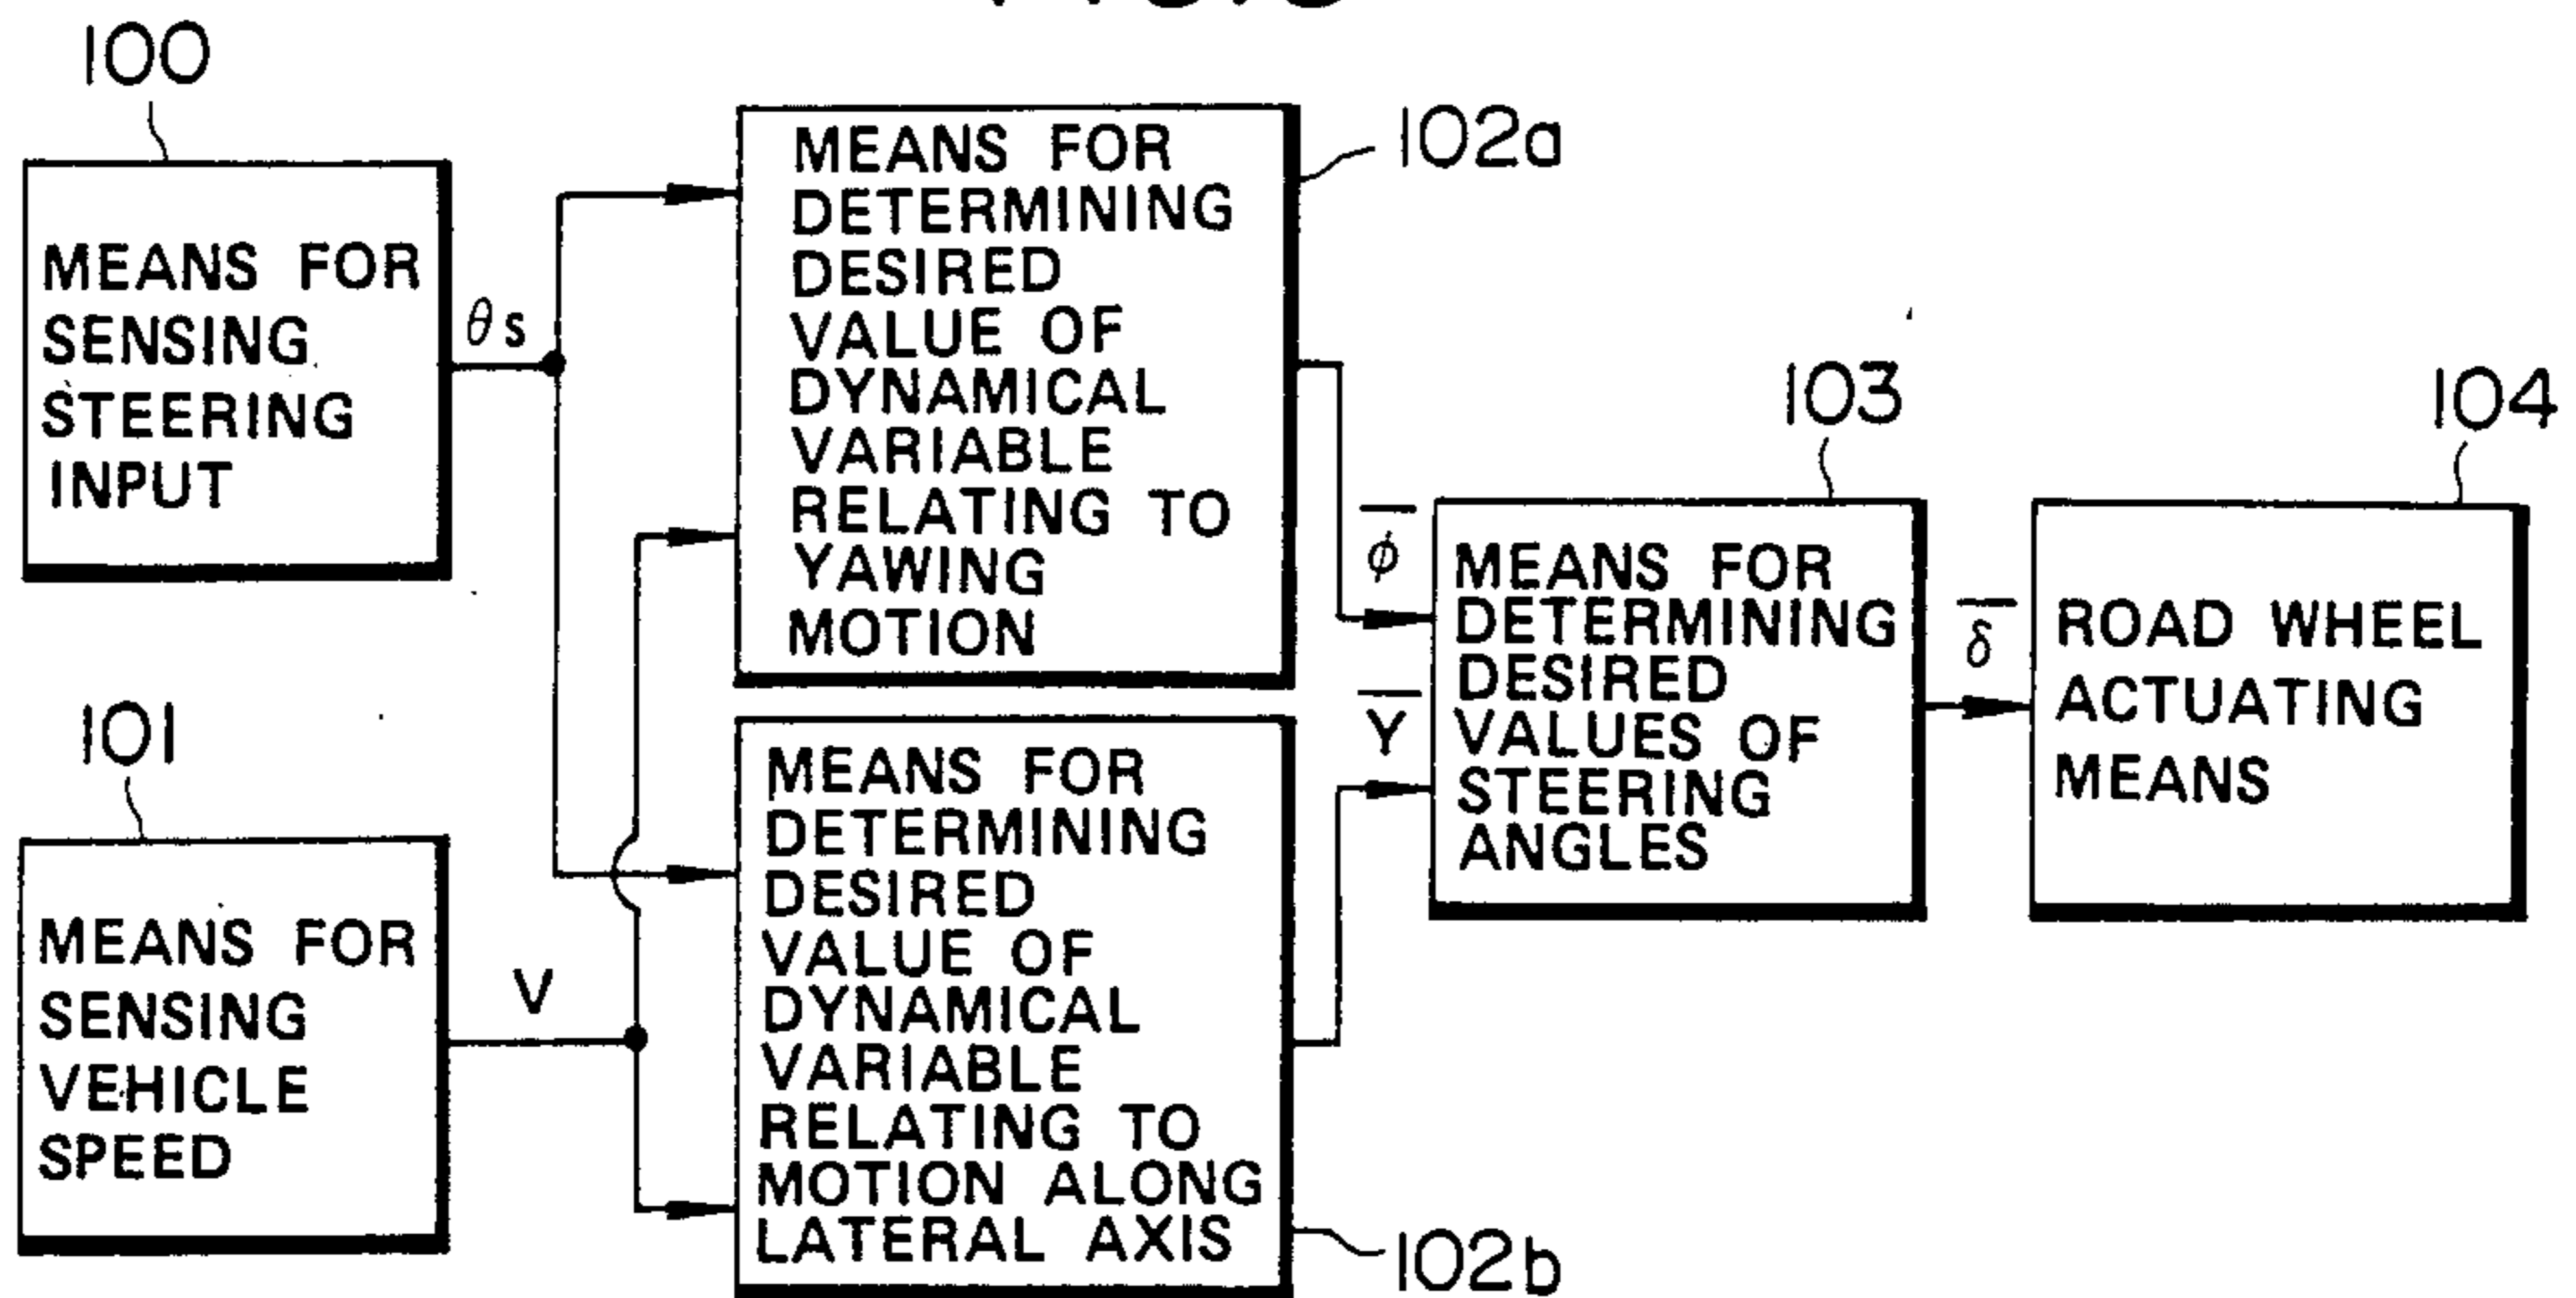 100
MEANS FOR
SENSING
STEERING
INPUT
θs
101
MEANS FOR
SENSING
VEHICLE
SPEED
V
102a
MEANS FOR
DETERMINING
DESIRED
VALUE OF
DYNAMICAL
VARIABLE
RELATING TO
YAWING
MOTION
102b
MEANS FOR
DETERMINING
DESIRED
VALUE OF
DYNAMICAL
VARIABLE
RELATING TO
MOTION ALONG
LATERAL AXIS
ϕ̅
Y̅
103
MEANS FOR
DETERMINING
DESIRED
VALUES OF
STEERING
ANGLES
δ̅
104
ROAD WHEEL
ACTUATING
MEANS